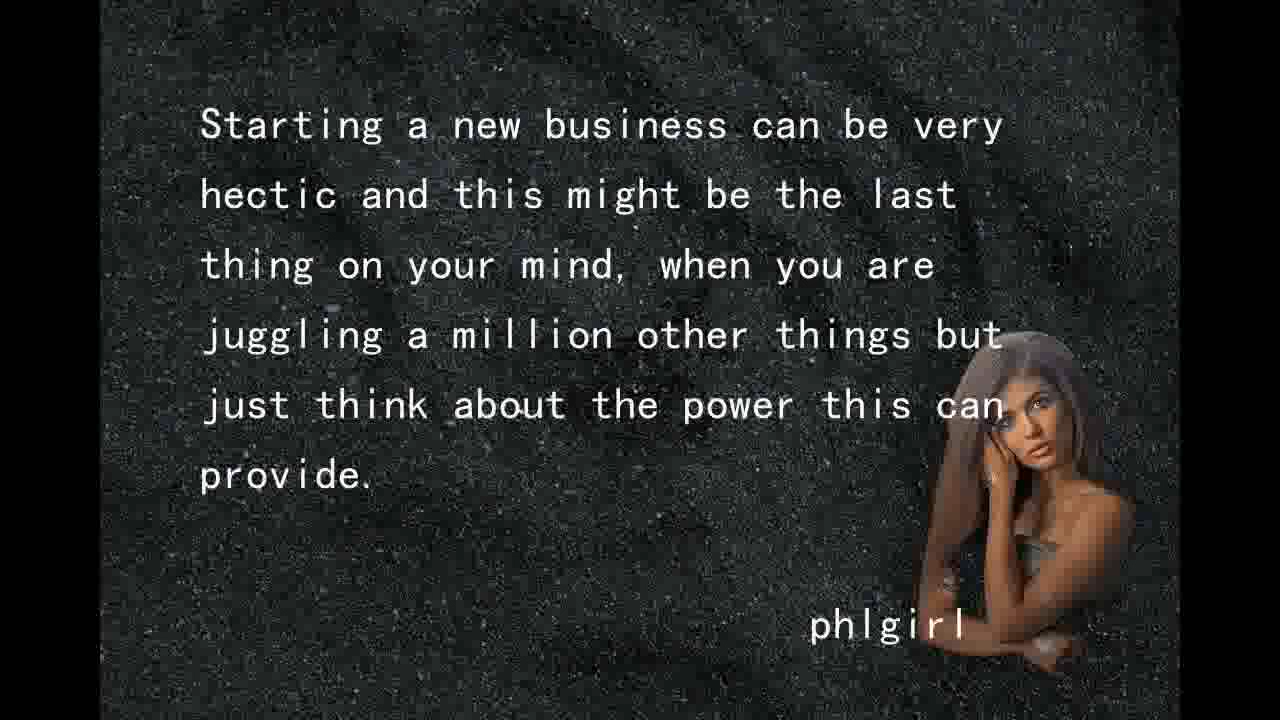 Starting a new business can be very
hectic and this might be the last
thing on your mind, when you are
juggling a million other things but
just think about the power this can
provide.
phlgirl